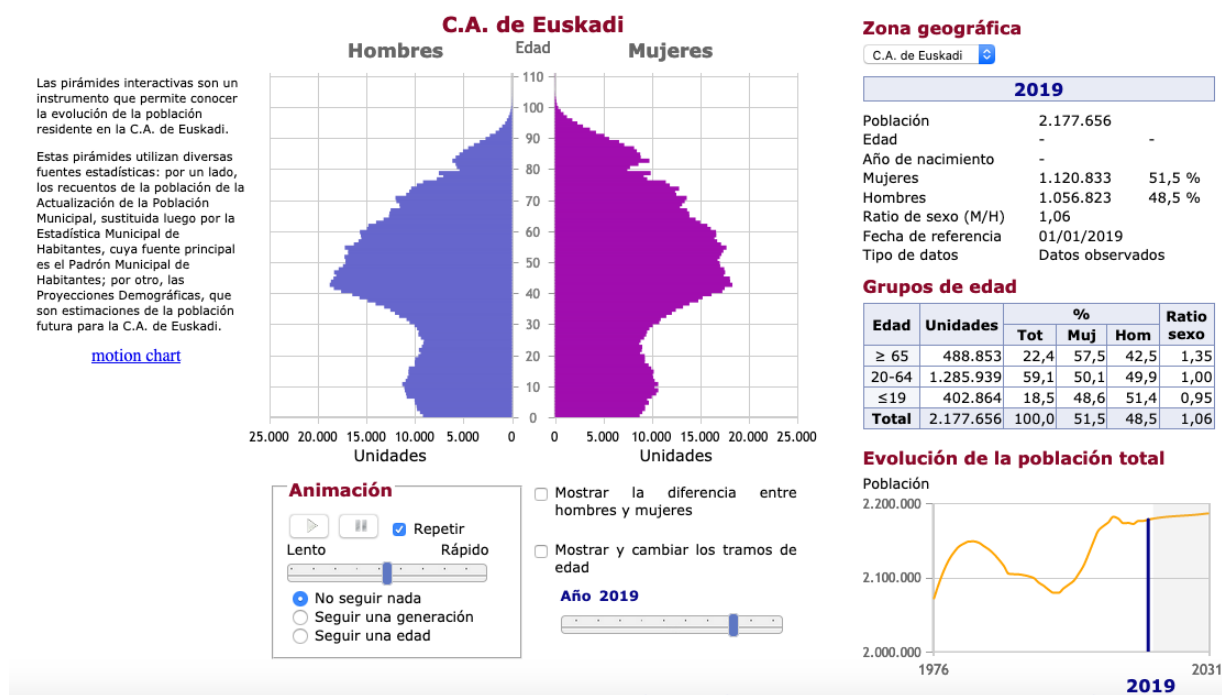 C.A. de Euskadi
Hombres
Edad
Mujeres
Las pirámides interactivas son un
instrumento que permite conocer
la evolución de la población
residente en la C.A. de Euskadi.
Estas pirámides utilizan diversas
fuentes estadísticas: por un lado,
los recuentos de la población de la
Actualización de la Población
Municipal, sustituida luego por la
Estadística Municipal de
Habitantes, cuya fuente principal
es el Padrón Municipal de
Habitantes; por otro, las
Proyecciones Demográficas, que
son estimaciones de la población
futura para la C.A. de Euskadi.
motion chart
110
100
90
80
70
60
50
40
30
20
10
0
25.000 20.000 15.000 10.000 5.000 0
0 5.000 10.000 15.000 20.000 25.000
Unidades
Unidades
Animación
Repetir
Lento Rápido
No seguir nada
Seguir una generación
Seguir una edad
Mostrar la diferencia entre
hombres y mujeres
Mostrar y cambiar los tramos de
edad
Año 2019
Zona geográfica
C.A. de Euskadi
2019
Población 2.177.656
Edad - -
Año de nacimiento -
Mujeres 1.120.833 51,5 %
Hombres 1.056.823 48,5 %
Ratio de sexo (M/H) 1,06
Fecha de referencia 01/01/2019
Tipo de datos Datos observados
Grupos de edad
Edad Unidades % Ratio sexo
Tot Muj Hom
≥ 65 488.853 22,4 57,5 42,5 1,35
20-64 1.285.939 59,1 50,1 49,9 1,00
≤19 402.864 18,5 48,6 51,4 0,95
Total 2.177.656 100,0 51,5 48,5 1,06
Evolución de la población total
Población
2.200.000
2.100.000
2.000.000
1976 2031
2019